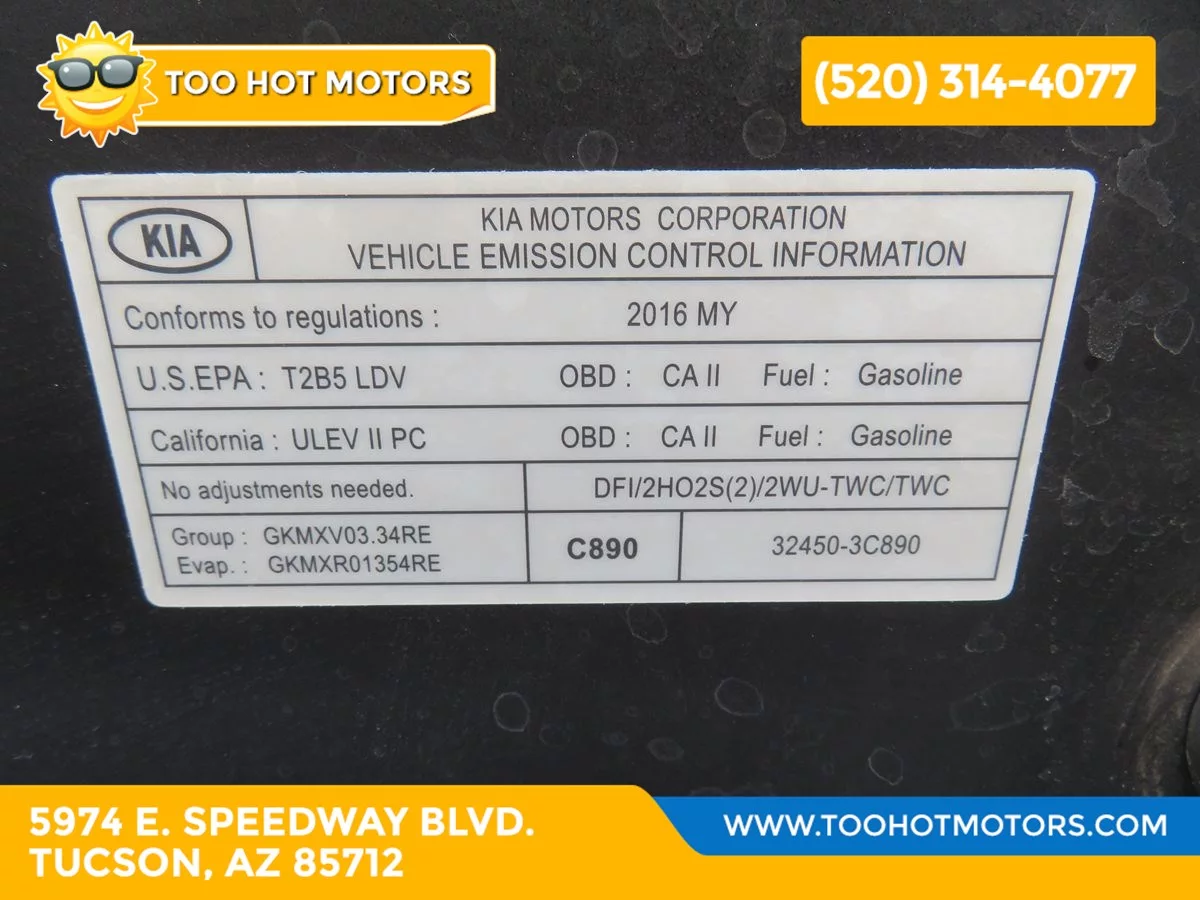 TOO HOT MOTORS
(520) 314-4077
KIA
KIA MOTORS CORPORATION
VEHICLE EMISSION CONTROL INFORMATION
Conforms to regulations : 2016 MY
U.S.EPA : T2B5 LDV OBD : CA II Fuel : Gasoline
California : ULEV II PC OBD : CA II Fuel : Gasoline
No adjustments needed. DFI/2HO2S(2)/2WU-TWC/TWC
Group : GKMXV03.34RE
Evap. : GKMXR01354RE
C890
32450-3C890
5974 E. SPEEDWAY BLVD.
TUCSON, AZ 85712
WWW.TOOHOTMOTORS.COM